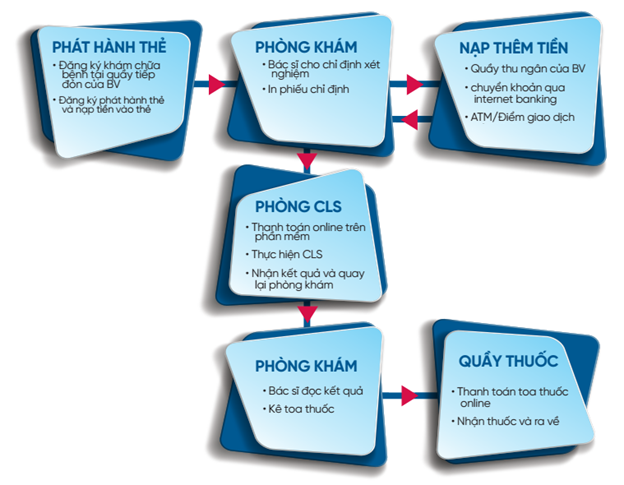 PHÁT HÀNH THẺ
• Đăng ký khám chữa
bệnh tại quầy tiếp
đón của BV
• Đăng ký phát hành thẻ
và nạp tiền vào thẻ
PHÒNG KHÁM
• Bác sĩ cho chỉ định xét
nghiệm
• In phiếu chỉ định
NẠP THÊM TIỀN
• Quầy thu ngân của BV
• chuyển khoản qua
internet banking
• ATM/Điểm giao dịch
PHÒNG CLS
• Thanh toán online trên
phần mềm
• Thực hiện CLS
• Nhận kết quả và quay
lại phòng khám
PHÒNG KHÁM
• Bác sĩ đọc kết quả
• Kê toa thuốc
QUẦY THUỐC
• Thanh toán toa thuốc
online
• Nhận thuốc và ra về